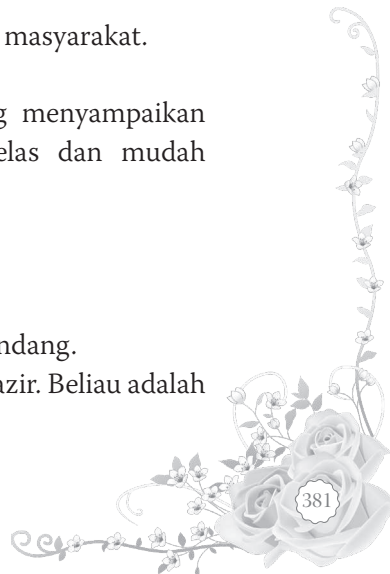 masyarakat.
menyampaikan
elas dan mudah
ndang.
azir. Beliau adalah
381